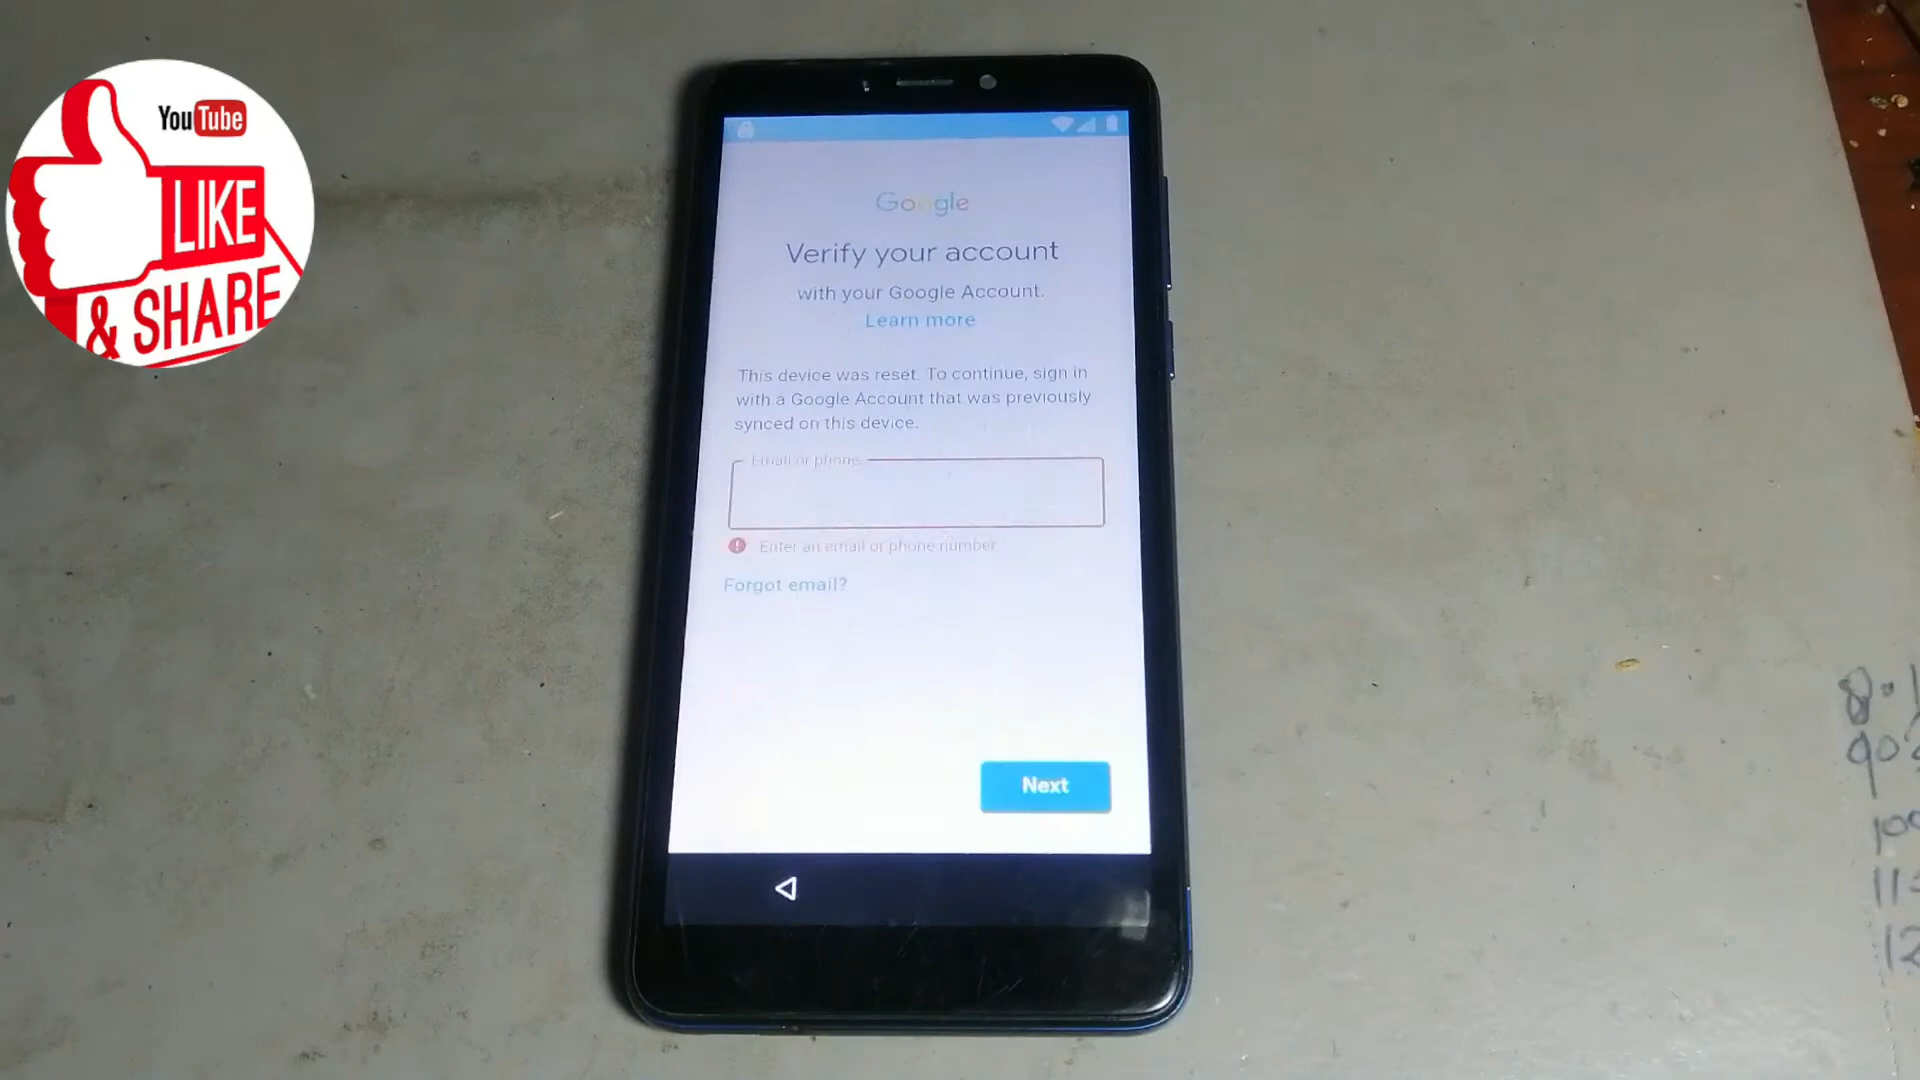 YouTube
LIKE
& SHARE
Google
Verify your account
with your Google Account.
Learn more
This device was reset. To continue, sign in
with a Google Account that was previously
synced on this device.
Email or phone
Enter an email or phone number
Forgot email?
Next